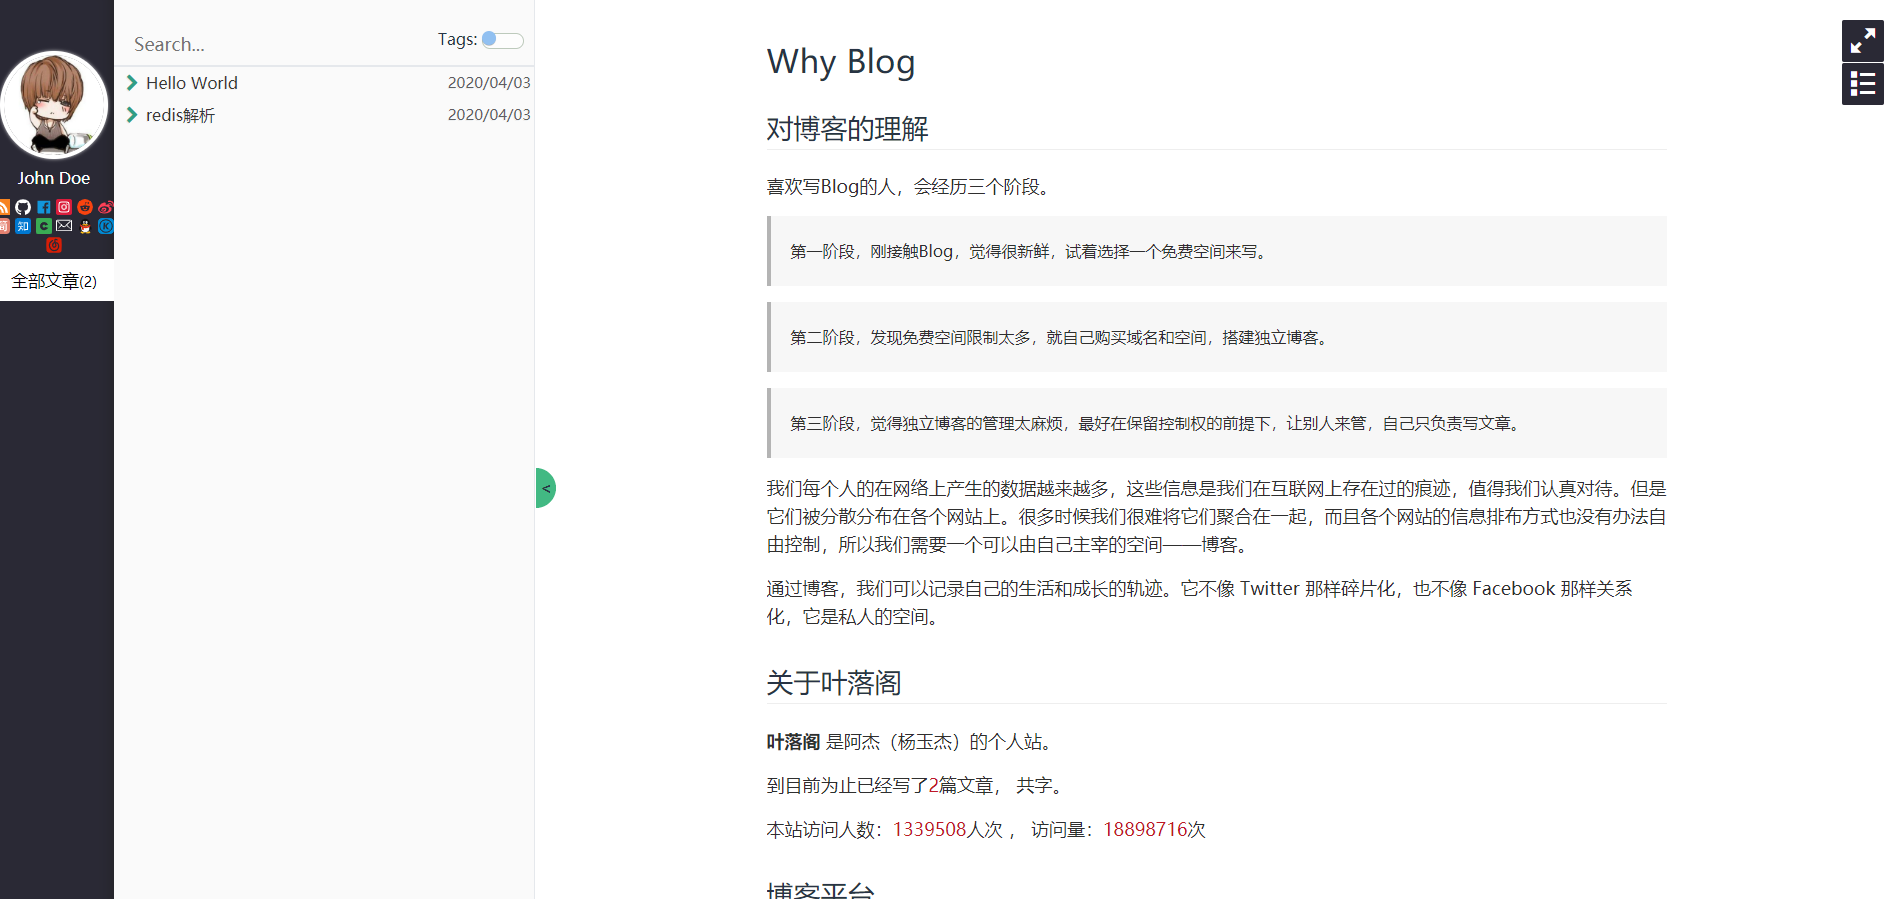 John Doe
简
知
全部文章(2)
Search...
Tags:
Hello World 2020/04/03
redis解析 2020/04/03
<
Why Blog
对博客的理解
喜欢写Blog的人，会经历三个阶段。
第一阶段，刚接触Blog，觉得很新鲜，试着选择一个免费空间来写。
第二阶段，发现免费空间限制太多，就自己购买域名和空间，搭建独立博客。
第三阶段，觉得独立博客的管理太麻烦，最好在保留控制权的前提下，让别人来管，自己只负责写文章。
我们每个人的在网络上产生的数据越来越多，这些信息是我们在互联网上存在过的痕迹，值得我们认真对待。但是
它们被分散分布在各个网站上。很多时候我们很难将它们聚合在一起，而且各个网站的信息排布方式也没有办法自
由控制，所以我们需要一个可以由自己主宰的空间——博客。
通过博客，我们可以记录自己的生活和成长的轨迹。它不像 Twitter 那样碎片化，也不像 Facebook 那样关系
化，它是私人的空间。
关于叶落阁
叶落阁 是阿杰（杨玉杰）的个人站。
到目前为止已经写了2篇文章， 共字。
本站访问人数：1339508人次 ， 访问量：18898716次
博客平台